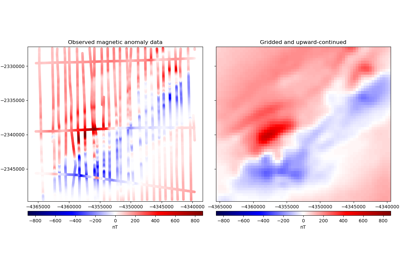 Observed magnetic anomaly data
Gridded and upward-continued
−2330000
−2335000
−2340000
−2345000
−4365000 −4360000 −4355000 −4350000 −4345000 −4340000
−4365000 −4360000 −4355000 −4350000 −4345000 −4340000
−800 −600 −400 −200 0 200 400 600 800
−800 −600 −400 −200 0 200 400 600 800
nT
nT